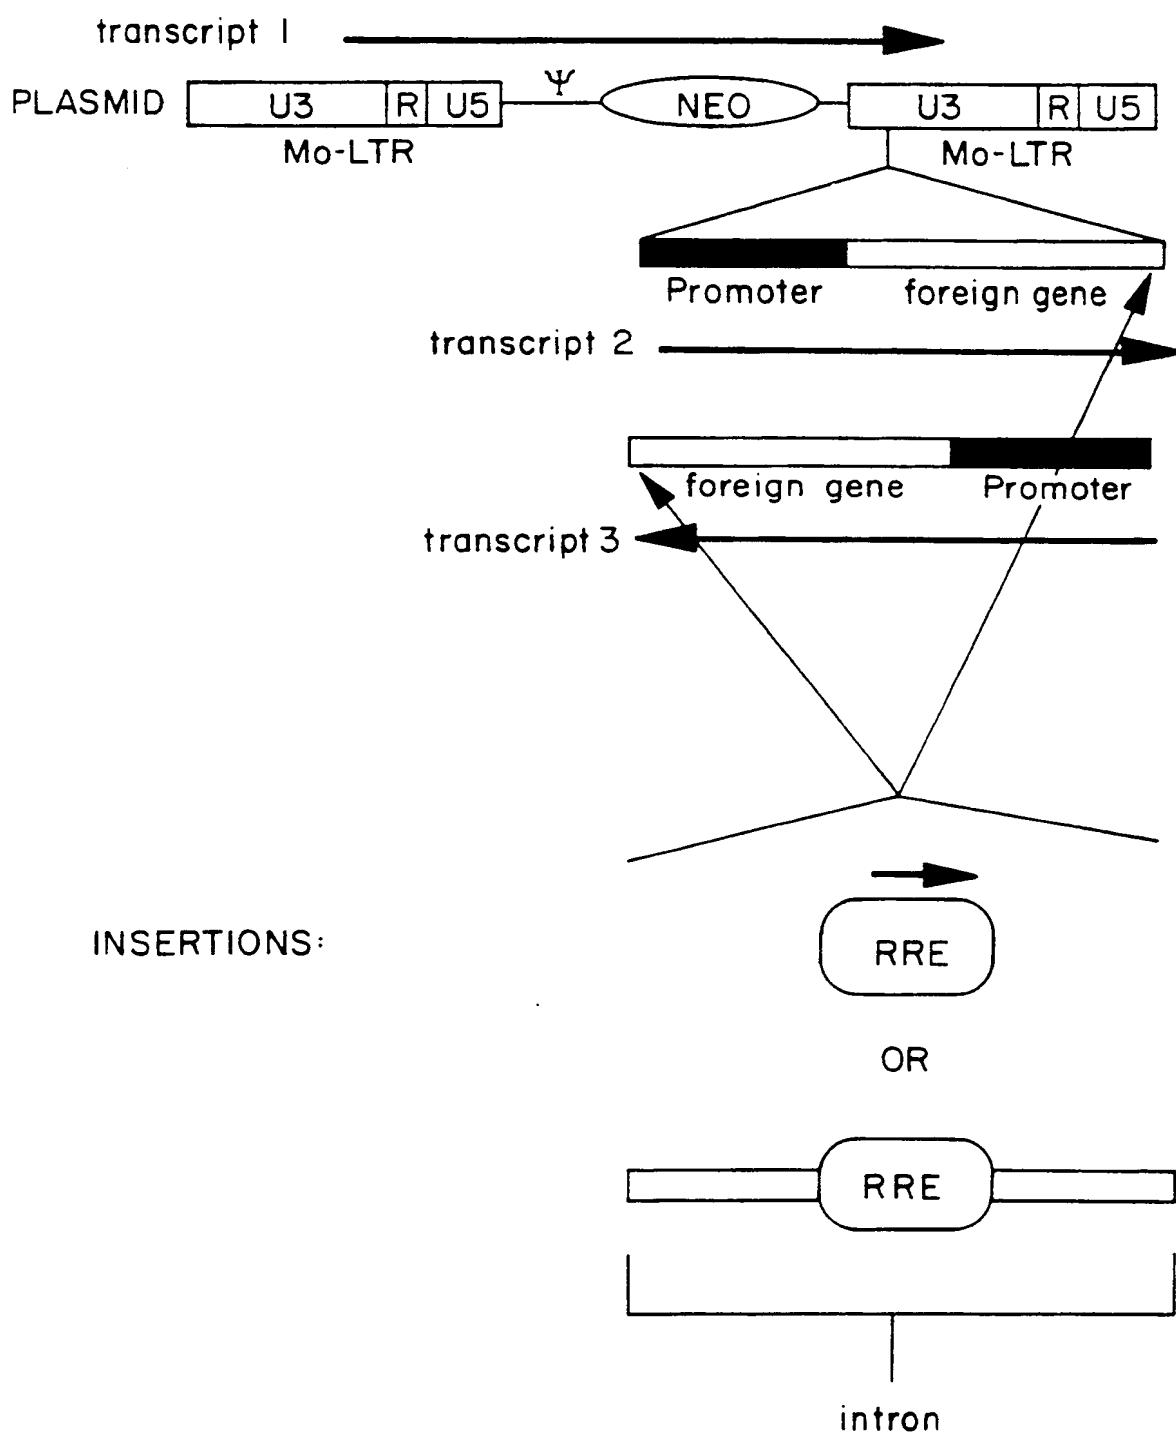 transcript 1
Ψ
PLASMID U3 R U5 NEO U3 R U5
Mo-LTR Mo-LTR
Promoter foreign gene
transcript 2
foreign gene Promoter
transcript 3
RRE
INSERTIONS:
OR
RRE
intron